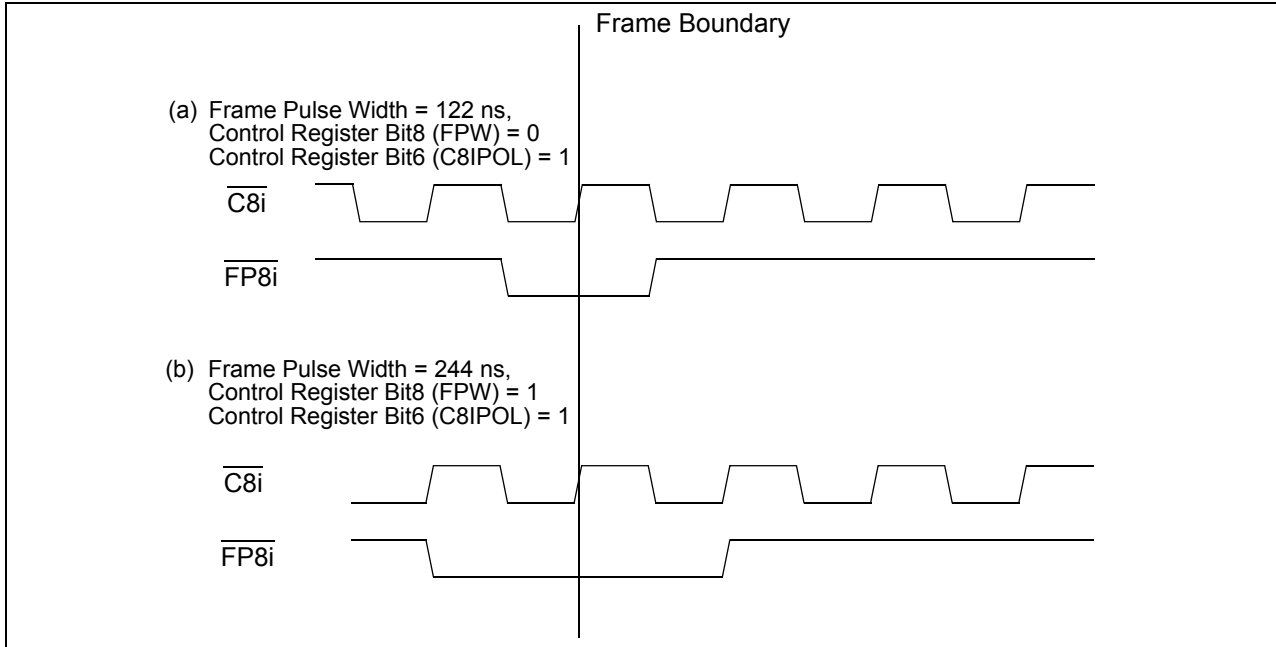 Frame Boundary
(a) Frame Pulse Width = 122 ns,
Control Register Bit8 (FPW) = 0
Control Register Bit6 (C8IPOL) = 1
C8i
FP8i
(b) Frame Pulse Width = 244 ns,
Control Register Bit8 (FPW) = 1
Control Register Bit6 (C8IPOL) = 1
C8i
FP8i